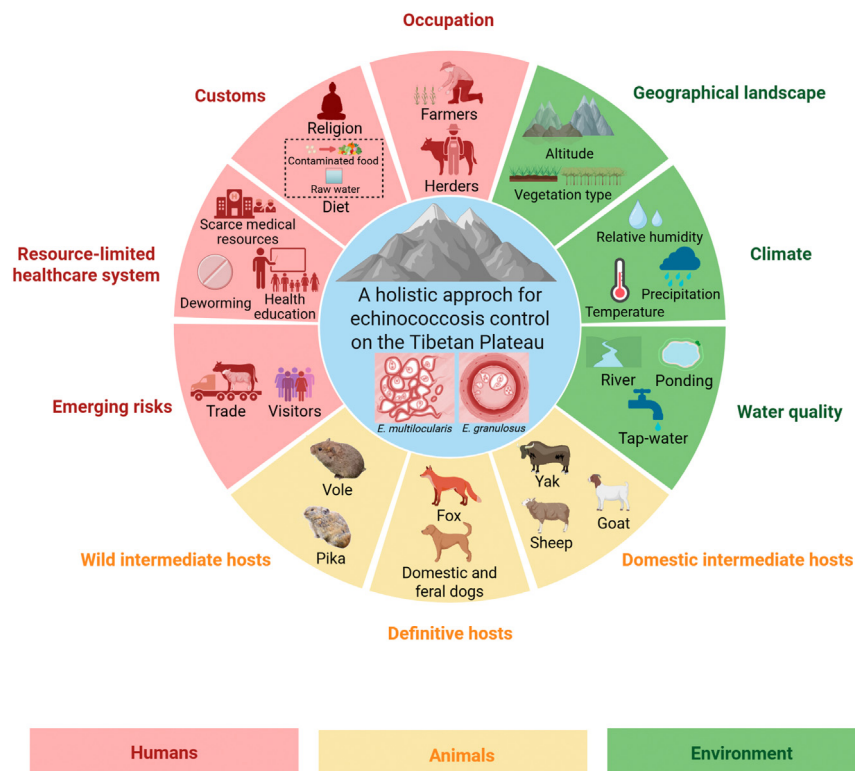 Occupation
Customs
Geographical landscape
Religion
Contaminated food
Raw water
Diet
Farmers
Herders
Altitude
Vegetation type
Resource-limited
healthcare system
Scarce medical
resources
Deworming
Health
education
Relative humidity
Precipitation
Temperature
Climate
A holistic approch for
echinococcosis control
on the Tibetan Plateau
E. multilocularis
E. granulosus
Emerging risks
Trade
Visitors
River
Ponding
Tap-water
Water quality
Vole
Pika
Wild intermediate hosts
Fox
Domestic and
feral dogs
Definitive hosts
Yak
Goat
Sheep
Domestic intermediate hosts
Humans
Animals
Environment